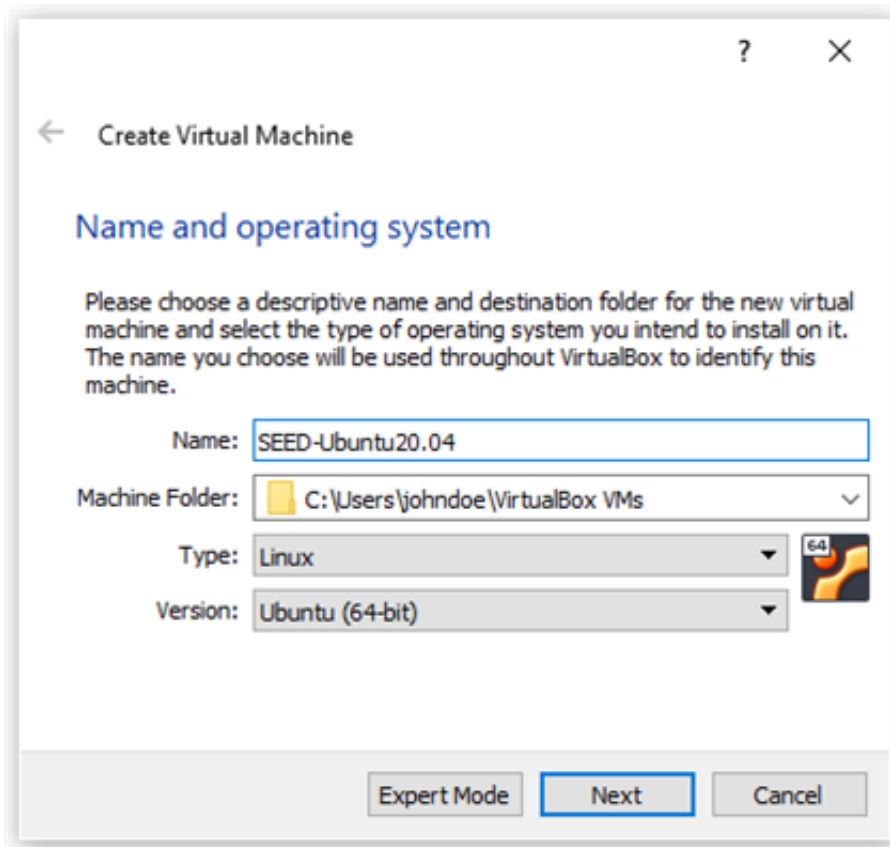 ?
Create Virtual Machine
Name and operating system
Please choose a descriptive name and destination folder for the new virtual
machine and select the type of operating system you intend to install on it.
The name you choose will be used throughout VirtualBox to identify this
machine.
Name: SEED-Ubuntu20.04
Machine Folder: C:\Users\johndoe\VirtualBox VMs
Type: Linux
64
Version: Ubuntu (64-bit)
Expert Mode Next Cancel